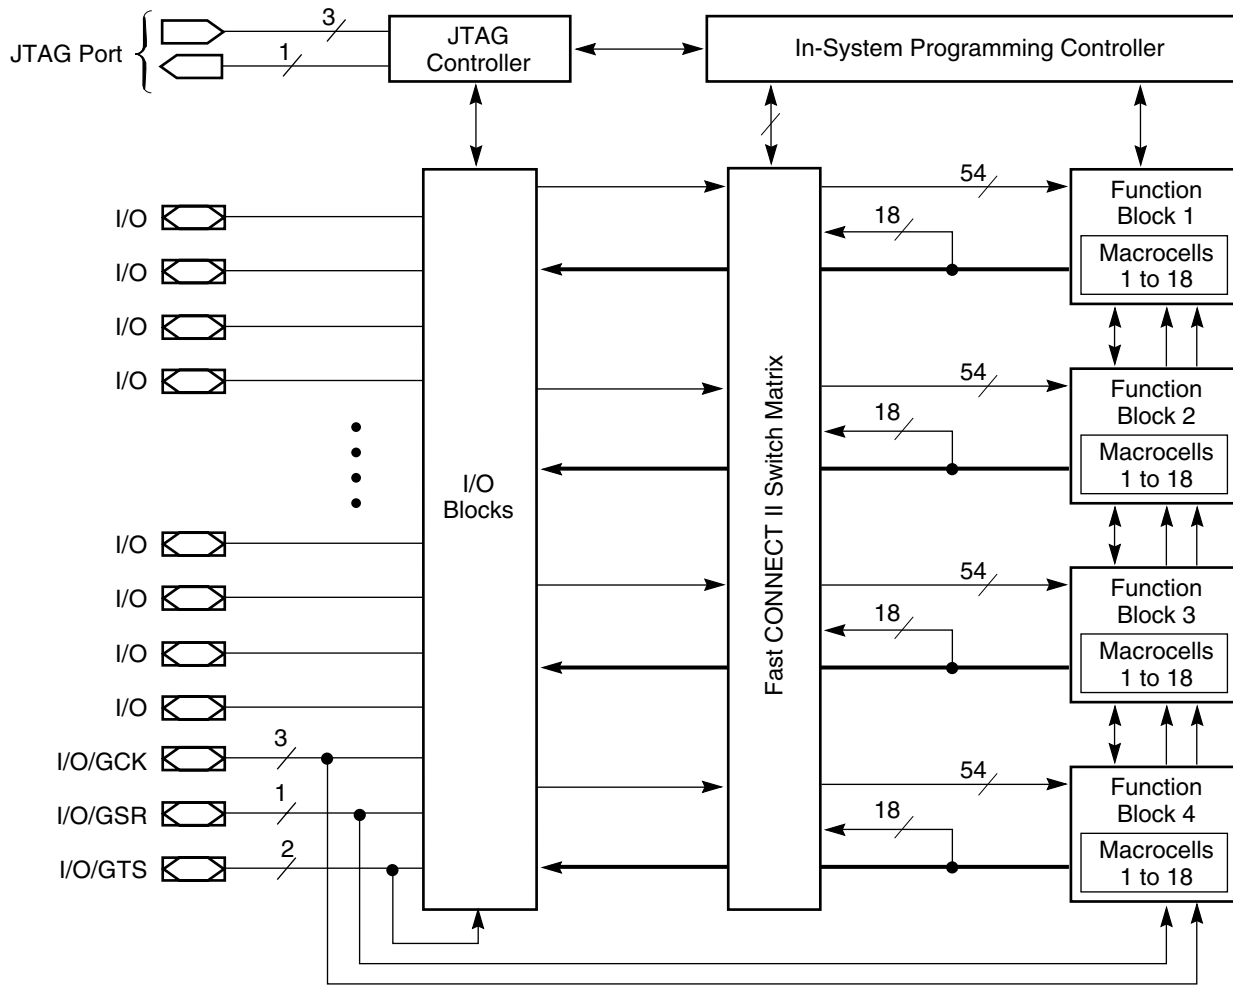 JTAG Port
3
1
JTAG
Controller
In-System Programming Controller
I/O
I/O
I/O
I/O
I/O
I/O
I/O
I/O
I/O/GCK
3
I/O/GSR
1
I/O/GTS
2
I/O
Blocks
Fast CONNECT II Switch Matrix
54
18
Function
Block 1
Macrocells
1 to 18
54
18
Function
Block 2
Macrocells
1 to 18
54
18
Function
Block 3
Macrocells
1 to 18
54
18
Function
Block 4
Macrocells
1 to 18